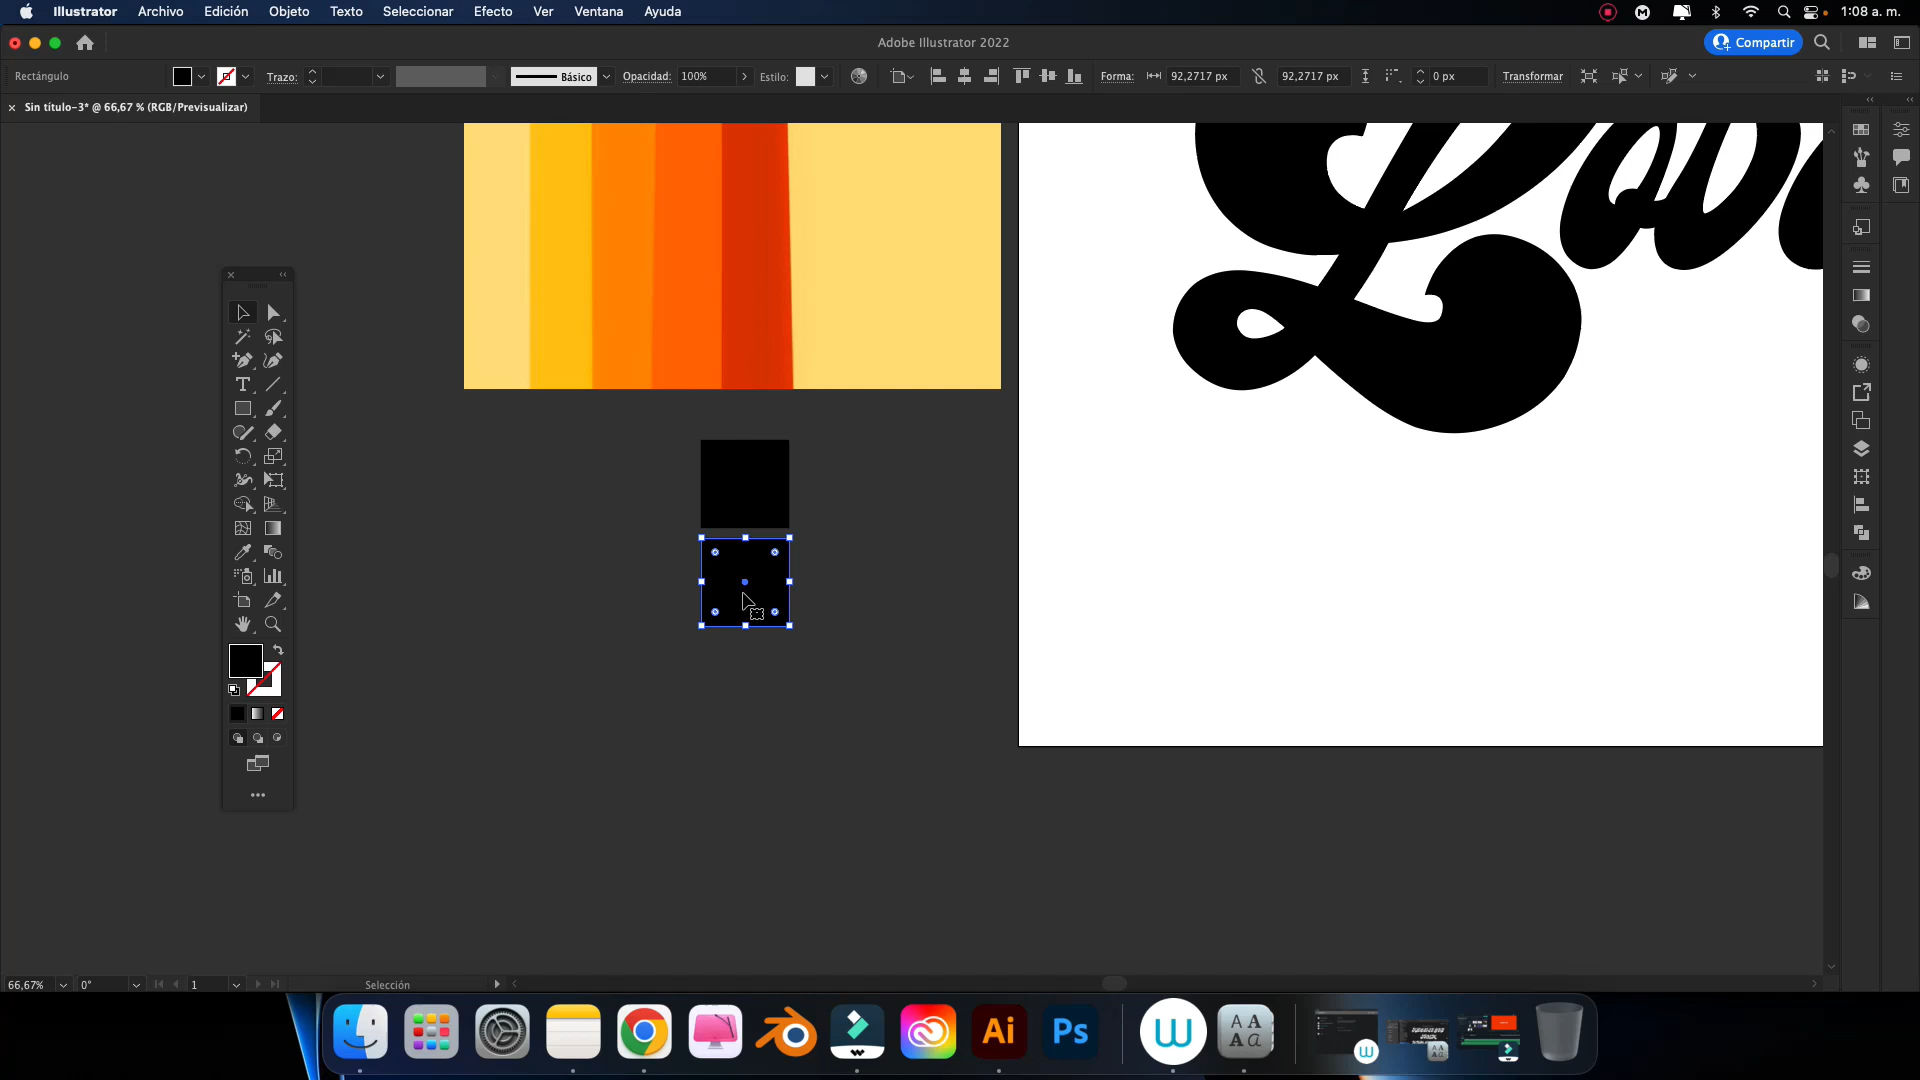 Illustrator Archivo Edición Objeto Texto Seleccionar Efecto Ver Ventana Ayuda 1:08 a. m.
Adobe Illustrator 2022 Compartir
Rectángulo Trazo: Básico Opacidad: 100% Estilo: Forma: 92,2717 px 92,2717 px 0 px Transformar
× Sin título-3* @ 66,67 % (RGB/Previsualizar)
66,67% 0° 1 Selección
Ai Ps